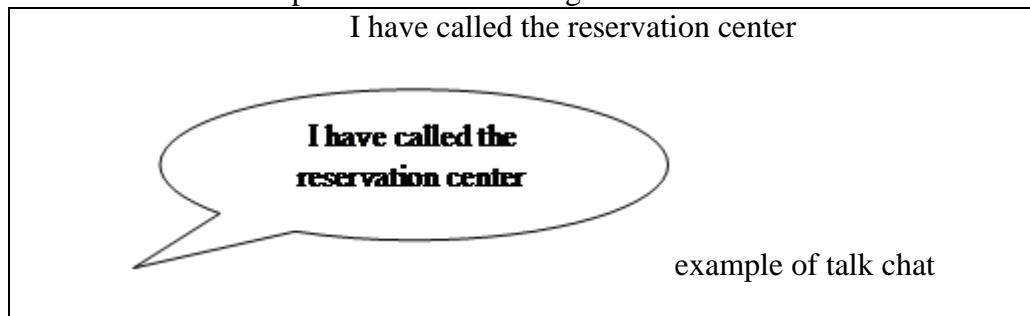 I have called the reservation center
I have called the
reservation center
example of talk chat